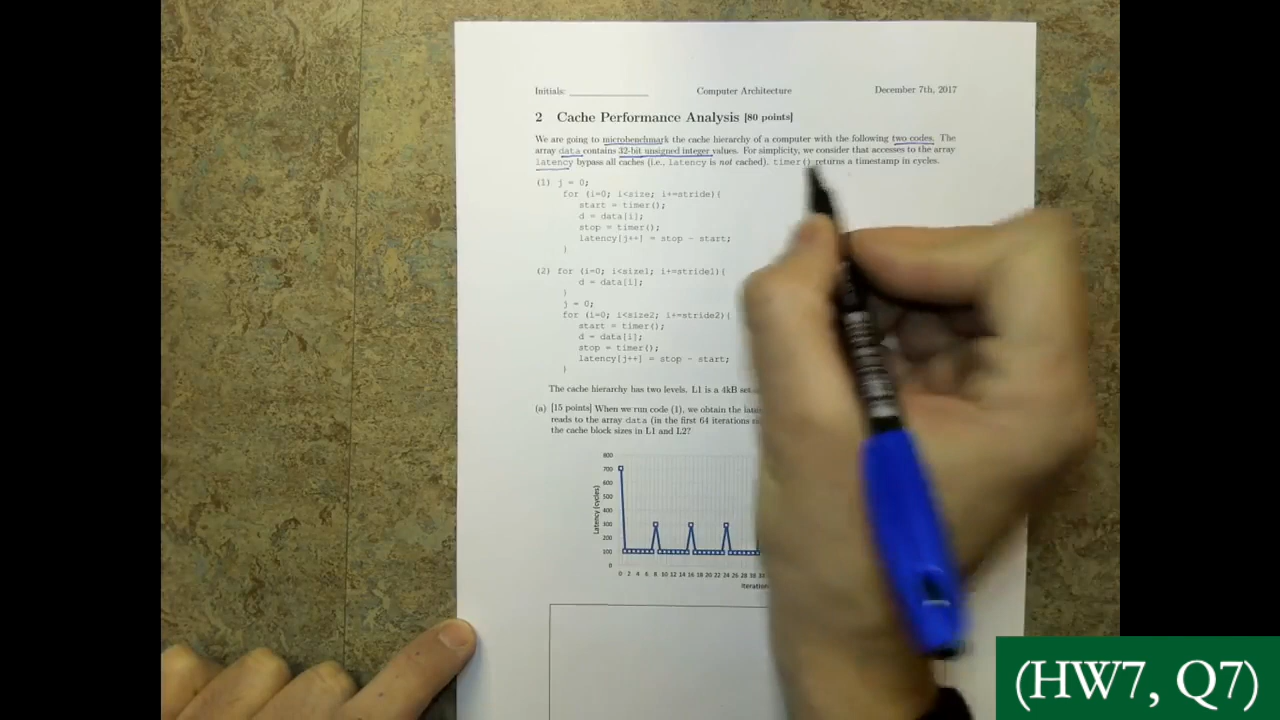 Initials: Computer Architecture December 7th, 2017
2 Cache Performance Analysis [80 points]
We are going to microbenchmark the cache hierarchy of a computer with the following two codes. The
array data contains 32-bit unsigned integer values. For simplicity, we consider that accesses to the array
latency bypass all caches (i.e., latency is not cached). timer() returns a timestamp in cycles.
(1) j = 0;
for (i=0; i<size; i+=stride){
start = timer();
d = data[i];
stop = timer();
latency[j++] = stop - start;
}
(2) for (i=0; i<size1; i+=stride1){
d = data[i];
}
j = 0;
for (i=0; i<size2; i+=stride2){
start = timer();
d = data[i];
stop = timer();
latency[j++] = stop - start;
}
The cache hierarchy has two levels. L1 is a 4kB
(a) [15 points] When we run code (1), we obtain the
reads to the array data (in the first 64 iterations
the cache block sizes in L1 and L2?
800
700
600
500
400
300
200
100
0
Latency (cycles)
0 2 4 6 8 10 12 14 16 18 20 22 24 26 28 30
Iteration
(HW7, Q7)